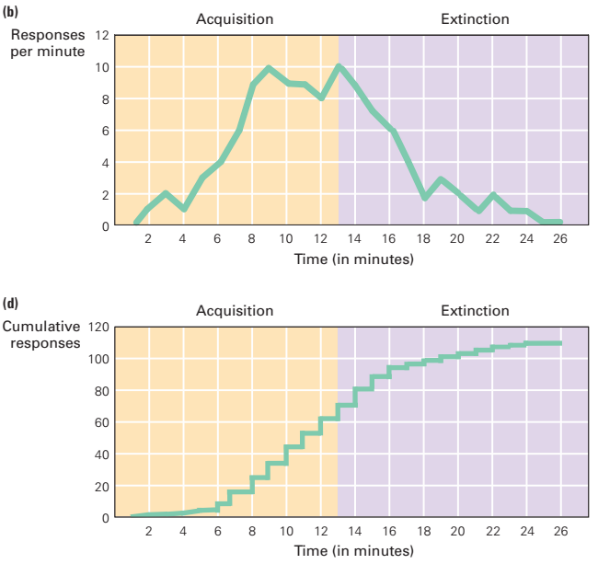 (b)
Acquisition Extinction
Responses
per minute
12
10
8
6
4
2
0
2 4 6 8 10 12 14 16 18 20 22 24 26
Time (in minutes)
(d)
Acquisition Extinction
Cumulative
responses
120
100
80
60
40
20
0
2 4 6 8 10 12 14 16 18 20 22 24 26
Time (in minutes)